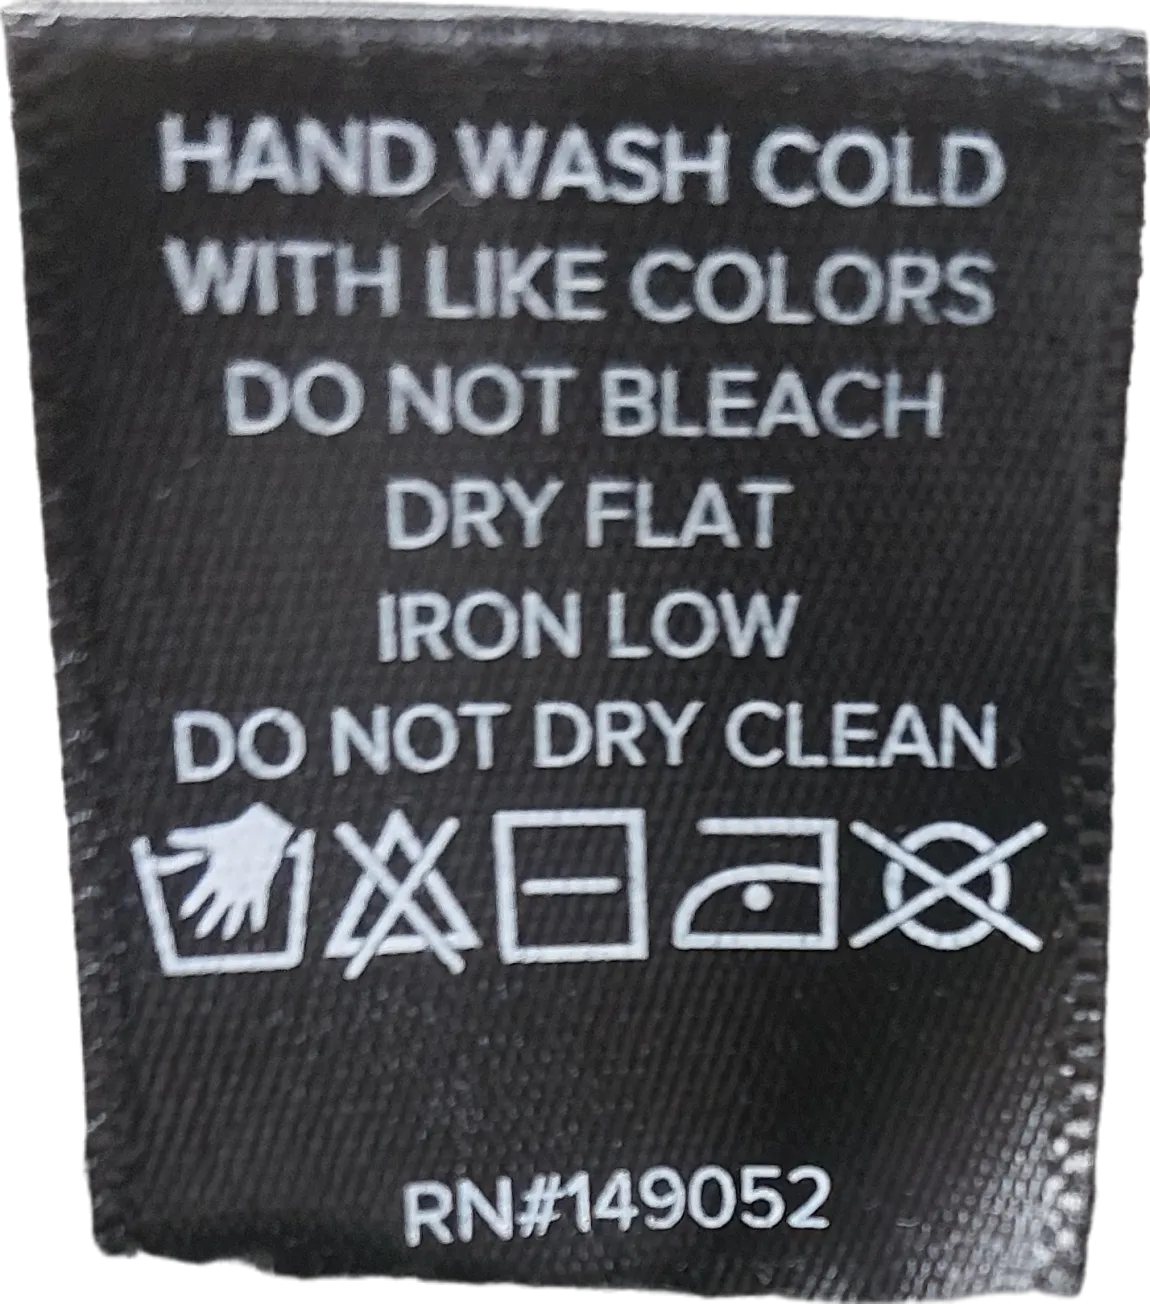 HAND WASH COLD
WITH LIKE COLORS
DO NOT BLEACH
DRY FLAT
IRON LOW
DO NOT DRY CLEAN
RN#149052